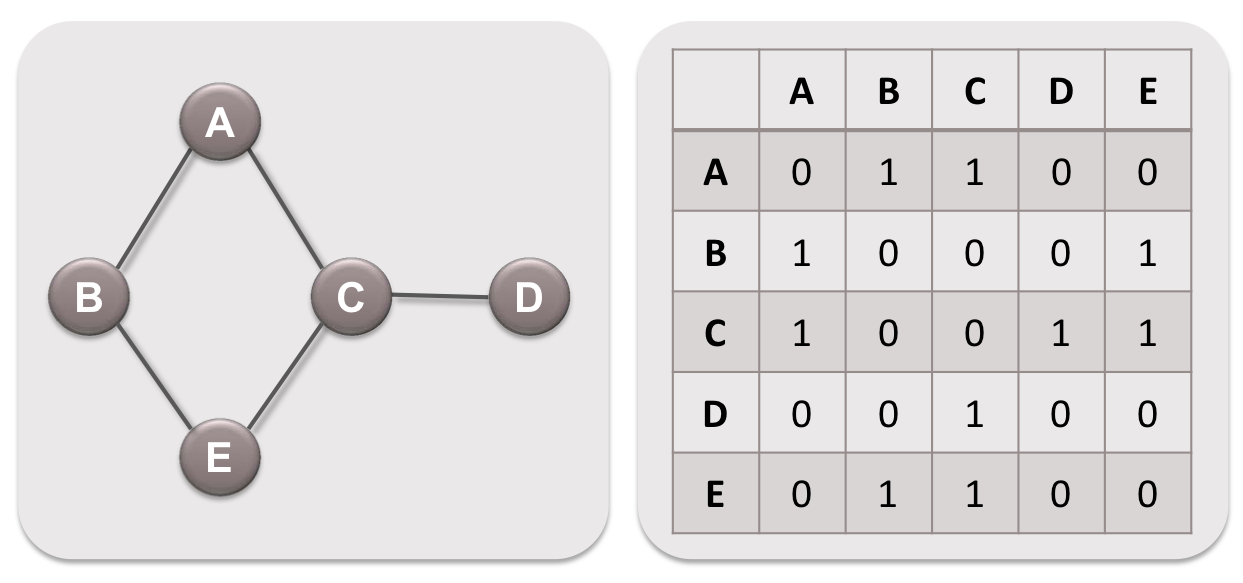 A
B
C
D
E
A B C D E
A 0 1 1 0 0
B 1 0 0 0 1
C 1 0 0 1 1
D 0 0 1 0 0
E 0 1 1 0 0